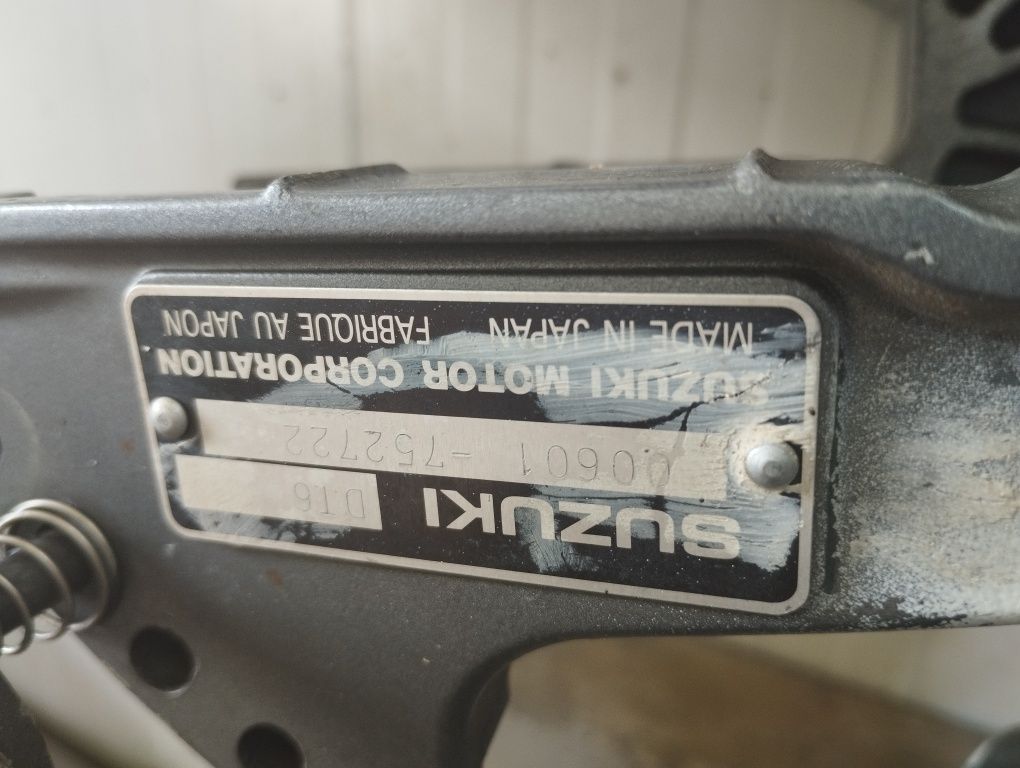 SUZUKI DT6
00601-752722
SUZUKI MOTOR CORPORATION
MADE IN JAPAN FABRIQUE AU JAPON